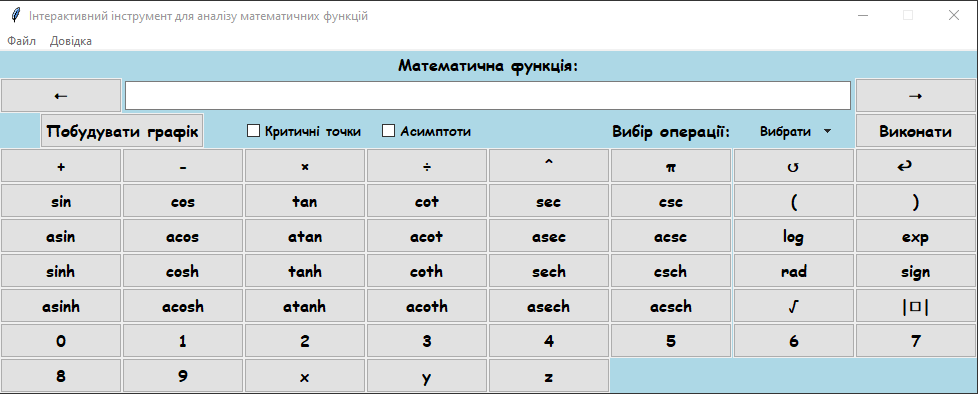 Інтерактивний інструмент для аналізу математичних функцій
Файл Довідка
Математична функція:
← →
Побудувати графік Критичні точки Асимптоти Вибір операції: Вибрати Виконати
+ - × ÷ ^ π ↺ ↩
sin cos tan cot sec csc ( )
asin acos atan acot asec acsc log exp
sinh cosh tanh coth sech csch rad sign
asinh acosh atanh acoth asech acsch √ |□|
0 1 2 3 4 5 6 7
8 9 x y z